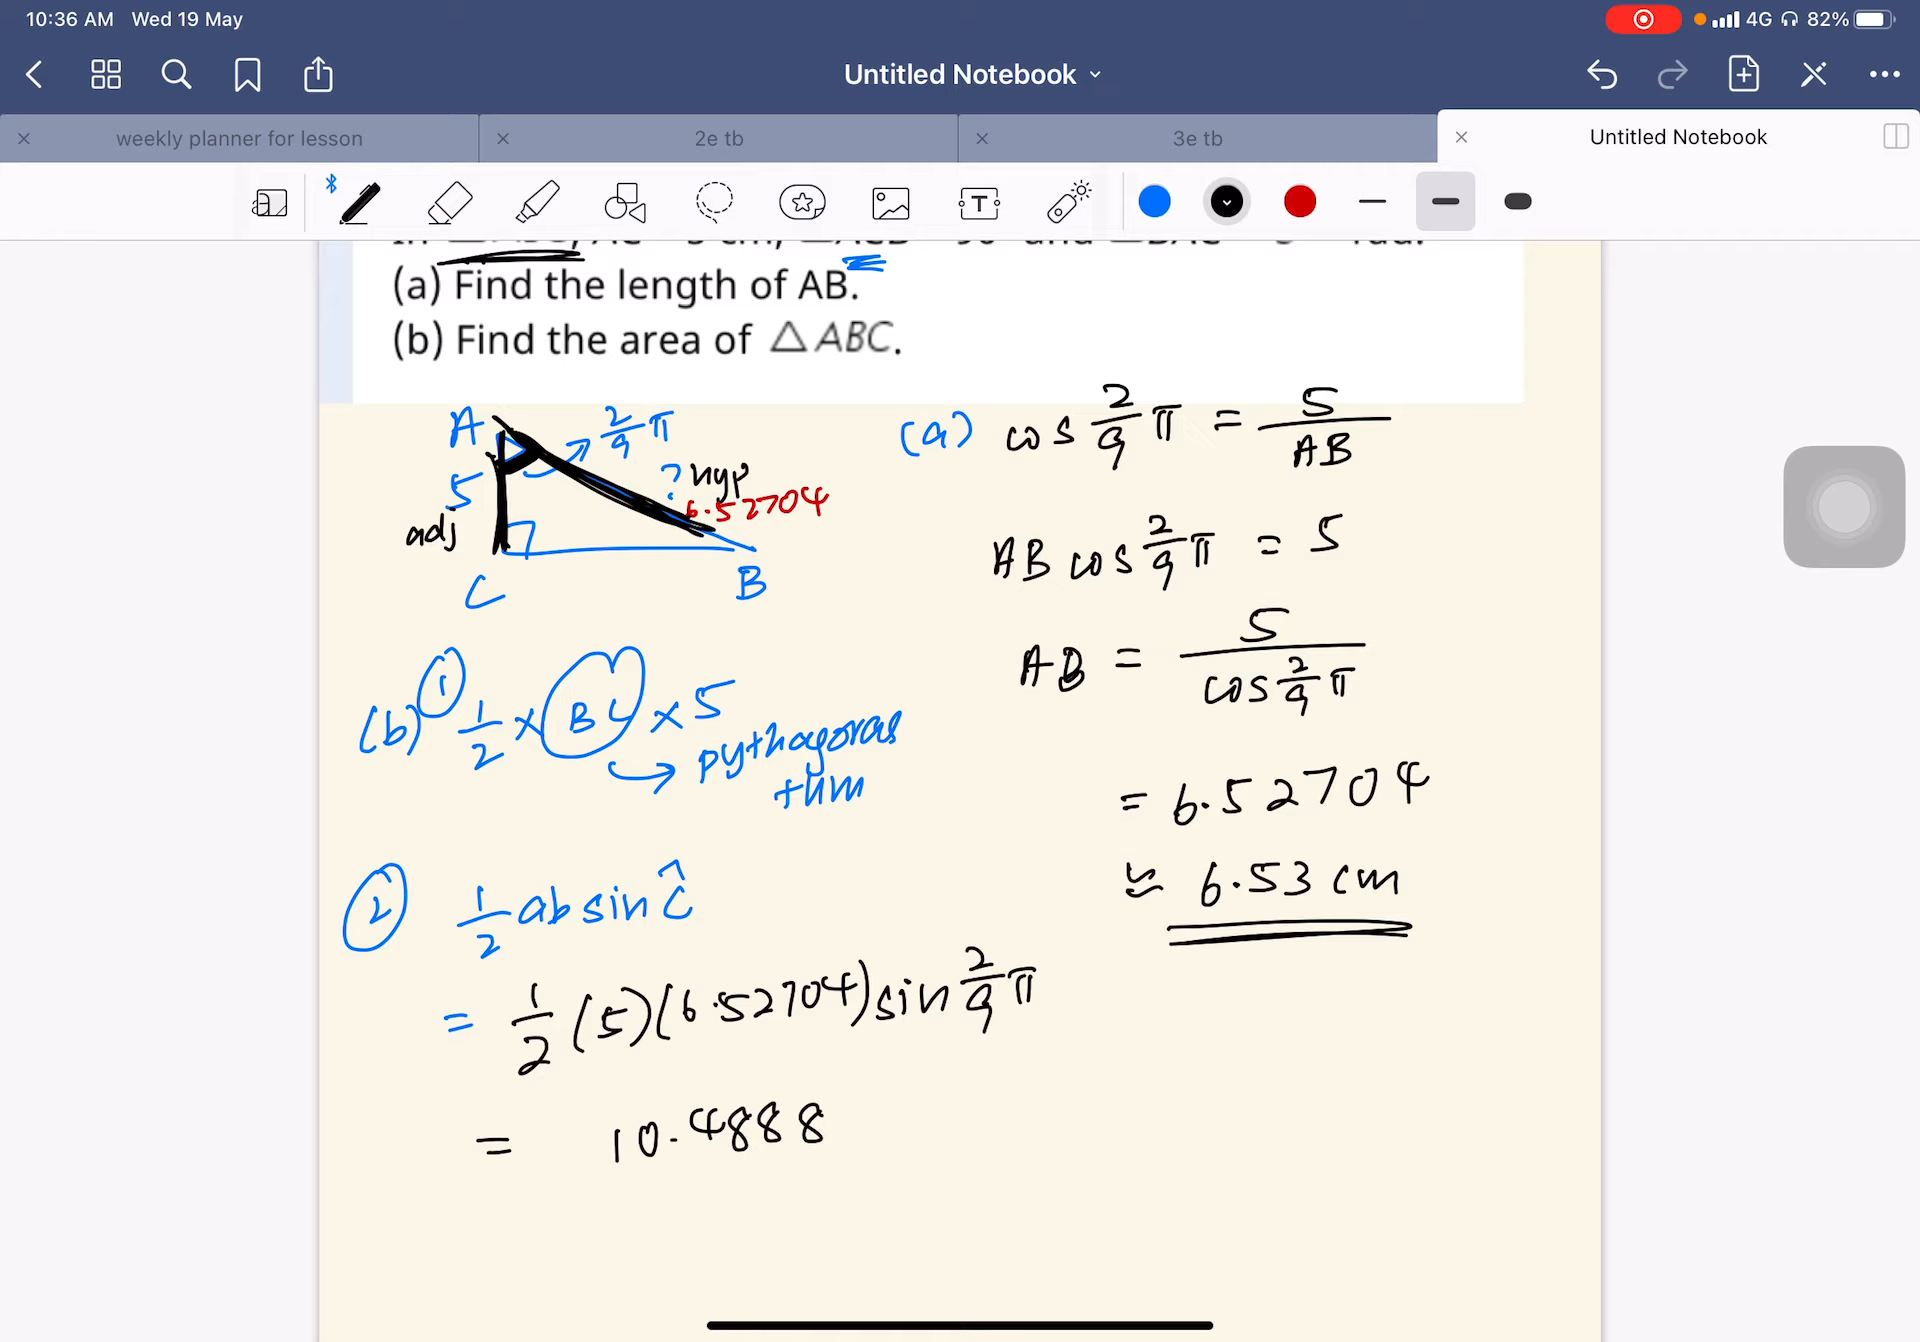 10:36 AM Wed 19 May
4G 82%
Untitled Notebook
weekly planner for lesson
2e tb
3e tb
Untitled Notebook
(a) Find the length of AB.
(b) Find the area of △ABC.
A
2/9 π
5
? hyp
6.52704
adj
C
B
(a) cos 2/9 π = 5/AB
AB cos 2/9 π = 5
AB = 5/cos 2/9 π
= 6.52704
≈ 6.53 cm
(b) ① 1/2 × BC × 5
→ pythagoras
thm
② 1/2 ab sin Ĉ
= 1/2 (5)(6.52704) sin 2/9 π
= 10.4888